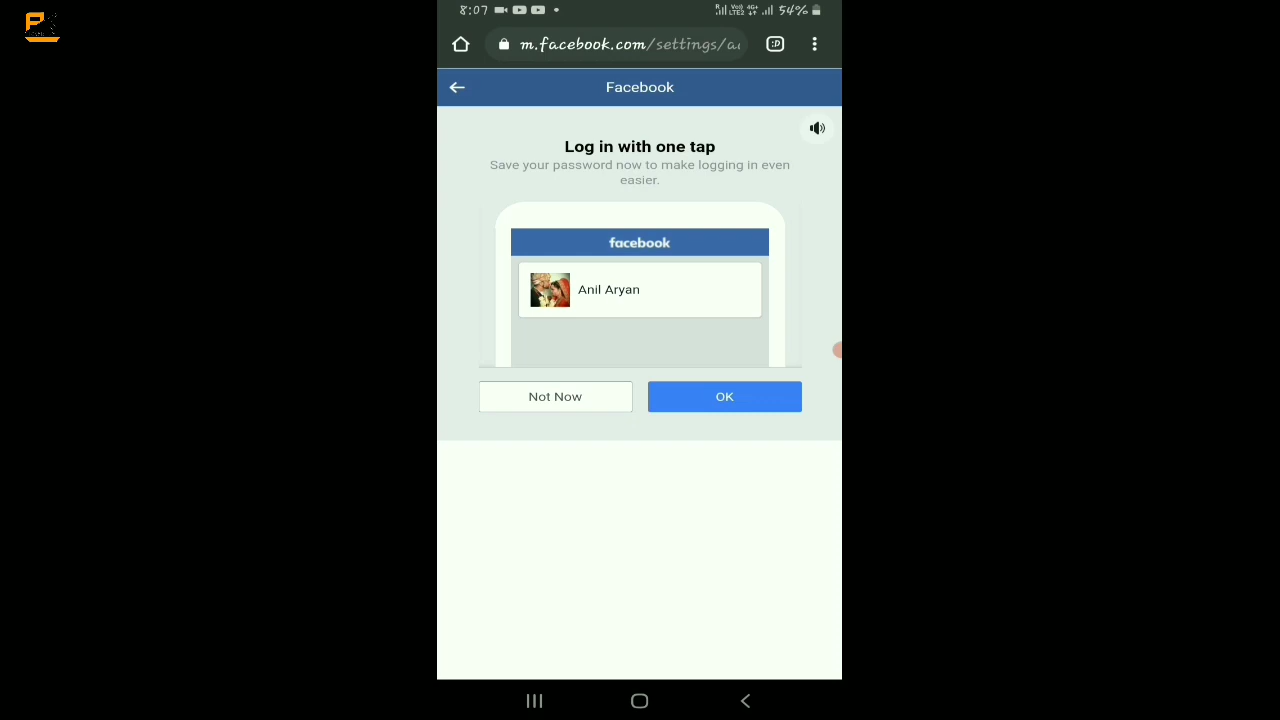 8:07
54%
m.facebook.com/settings/a
:D
Facebook
Log in with one tap
Save your password now to make logging in even
easier.
facebook
Anil Aryan
Not Now
OK